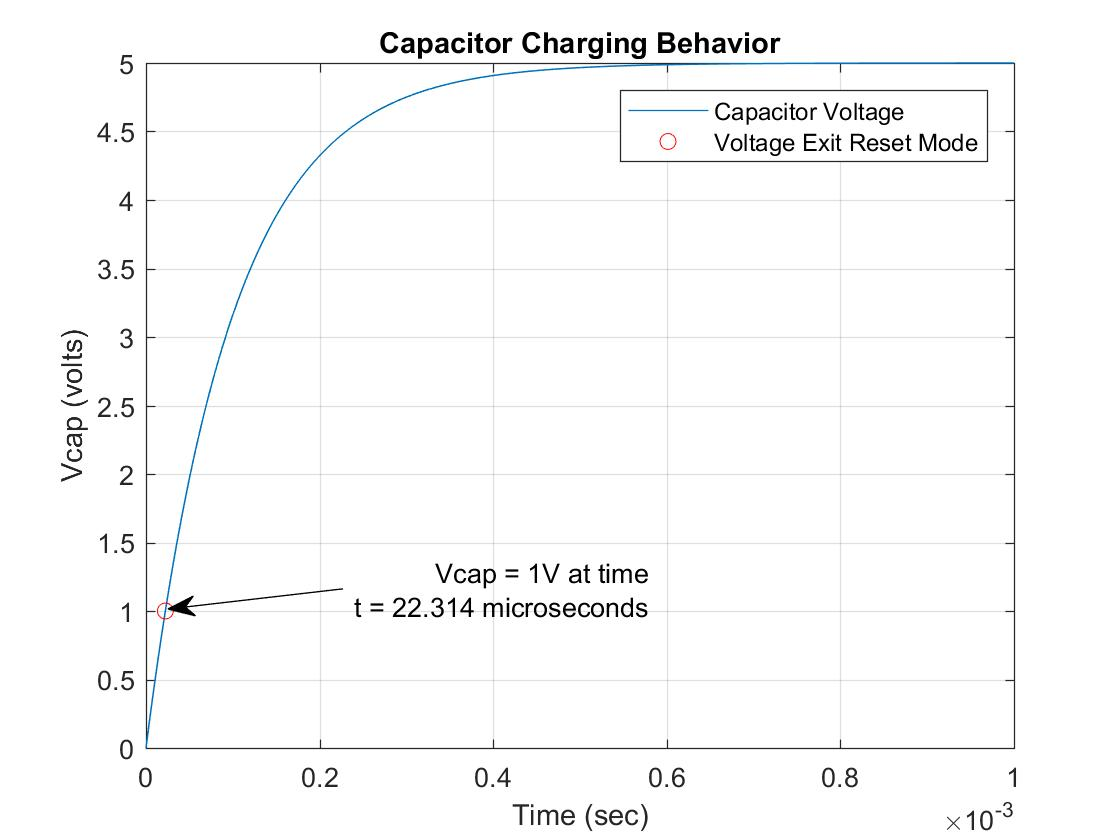 Capacitor Charging Behavior
5
4.5
4
3.5
3
2.5
2
1.5
1
0.5
0
Vcap (volts)
Capacitor Voltage
Voltage Exit Reset Mode
Vcap = 1V at time
t = 22.314 microseconds
0 0.2 0.4 0.6 0.8 1
Time (sec)
×10⁻³